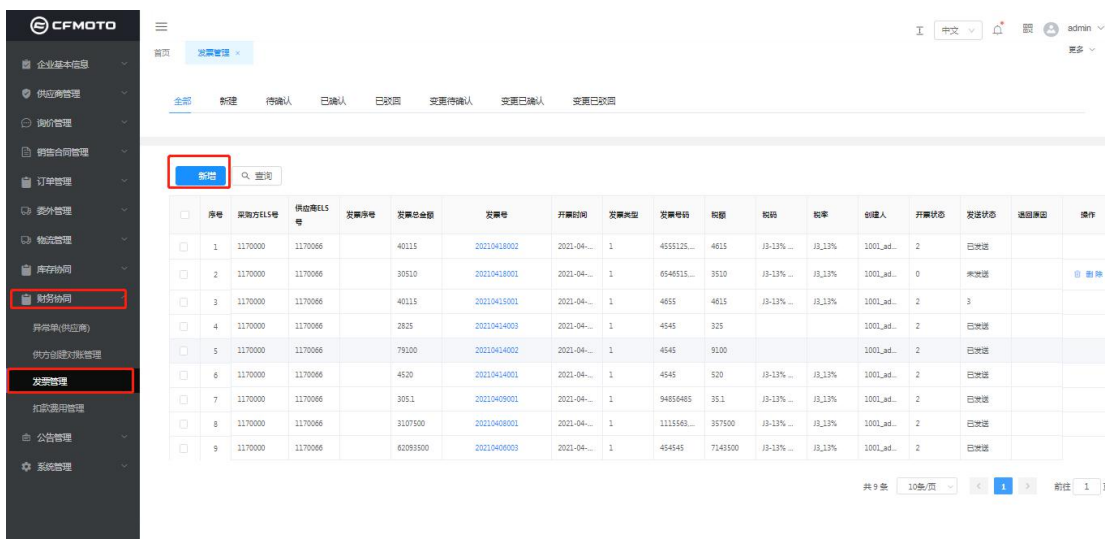 CFMOTO
企业基本信息
供应商管理
询价管理
销售合同管理
订单管理
委外管理
物流管理
库存协同
财务协同
异常单(供应商)
供方创建对账管理
发票管理
扣款费用管理
公告管理
系统管理
中文 admin
首页 发票管理 × 更多
全部 新建 待确认 已确认 已驳回 变更待确认 变更已确认 变更已驳回
新增 查询
序号 采购方ELS号 供应商ELS号 发票序号 发票总金额 发票号 开票时间 发票类型 发票号码 税额 税码 税率 创建人 开票状态 发送状态 退回原因 操作
1 1170000 1170066 40115 20210418002 2021-04-... 1 4555125,... 4615 J3-13% ... J3_13% 1001_ad... 2 已发送
2 1170000 1170066 30510 20210418001 2021-04-... 1 6546515... 3510 J3-13% ... J3_13% 1001_ad... 0 未发送 删除
3 1170000 1170066 40115 20210415001 2021-04-... 1 4655 4615 J3-13% ... J3_13% 1001_ad... 2 3
4 1170000 1170066 2825 20210414003 2021-04-... 1 4545 325 1001_ad... 2 已发送
5 1170000 1170066 79100 20210414002 2021-04-... 1 4545 9100 1001_ad... 2 已发送
6 1170000 1170066 4520 20210414001 2021-04-... 1 4545 520 J3-13% ... J3_13% 1001_ad... 2 已发送
7 1170000 1170066 305.1 20210409001 2021-04-... 1 94856485 35.1 J3-13% ... J3_13% 1001_ad... 2 已发送
8 1170000 1170066 3107500 20210408001 2021-04-... 1 1115563,... 357500 J3-13% ... J3_13% 1001_ad... 2 已发送
9 1170000 1170066 62093500 20210406003 2021-04-... 1 454545 7143500 J3-13% ... J3_13% 1001_ad... 2 已发送
共 9 条 10条/页 1 前往 1